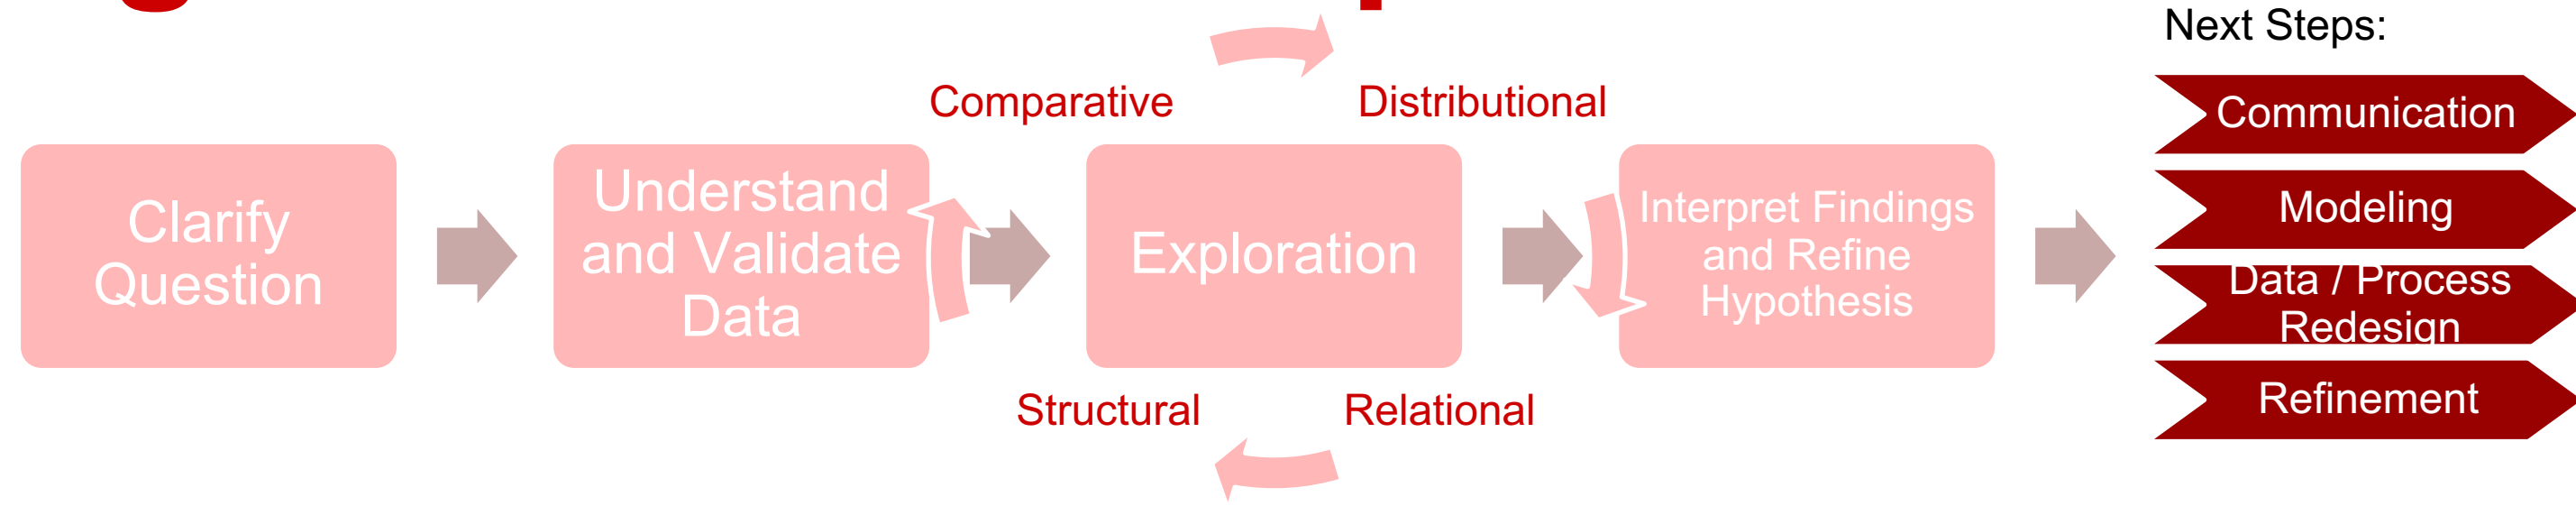 Clarify
Question
Understand
and Validate
Data
Comparative
Distributional
Exploration
Structural
Relational
Interpret Findings
and Refine
Hypothesis
Next Steps:
Communication
Modeling
Data / Process
Redesign
Refinement